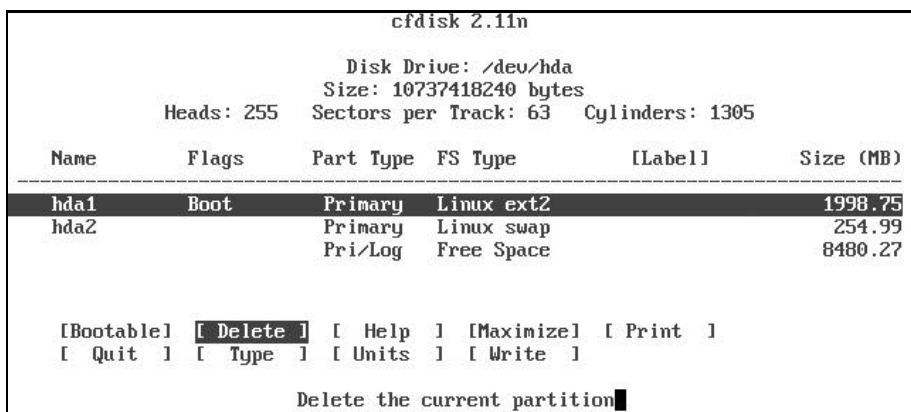 cfdisk 2.11n
Disk Drive: /dev/hda
Size: 10737418240 bytes
Heads: 255 Sectors per Track: 63 Cylinders: 1305
Name Flags Part Type FS Type [Label] Size (MB)
hda1 Boot Primary Linux ext2 1998.75
hda2 Primary Linux swap 254.99
Pri/Log Free Space 8480.27
[Bootable] [ Delete ] [ Help ] [Maximize] [ Print ]
[ Quit ] [ Type ] [ Units ] [ Write ]
Delete the current partition